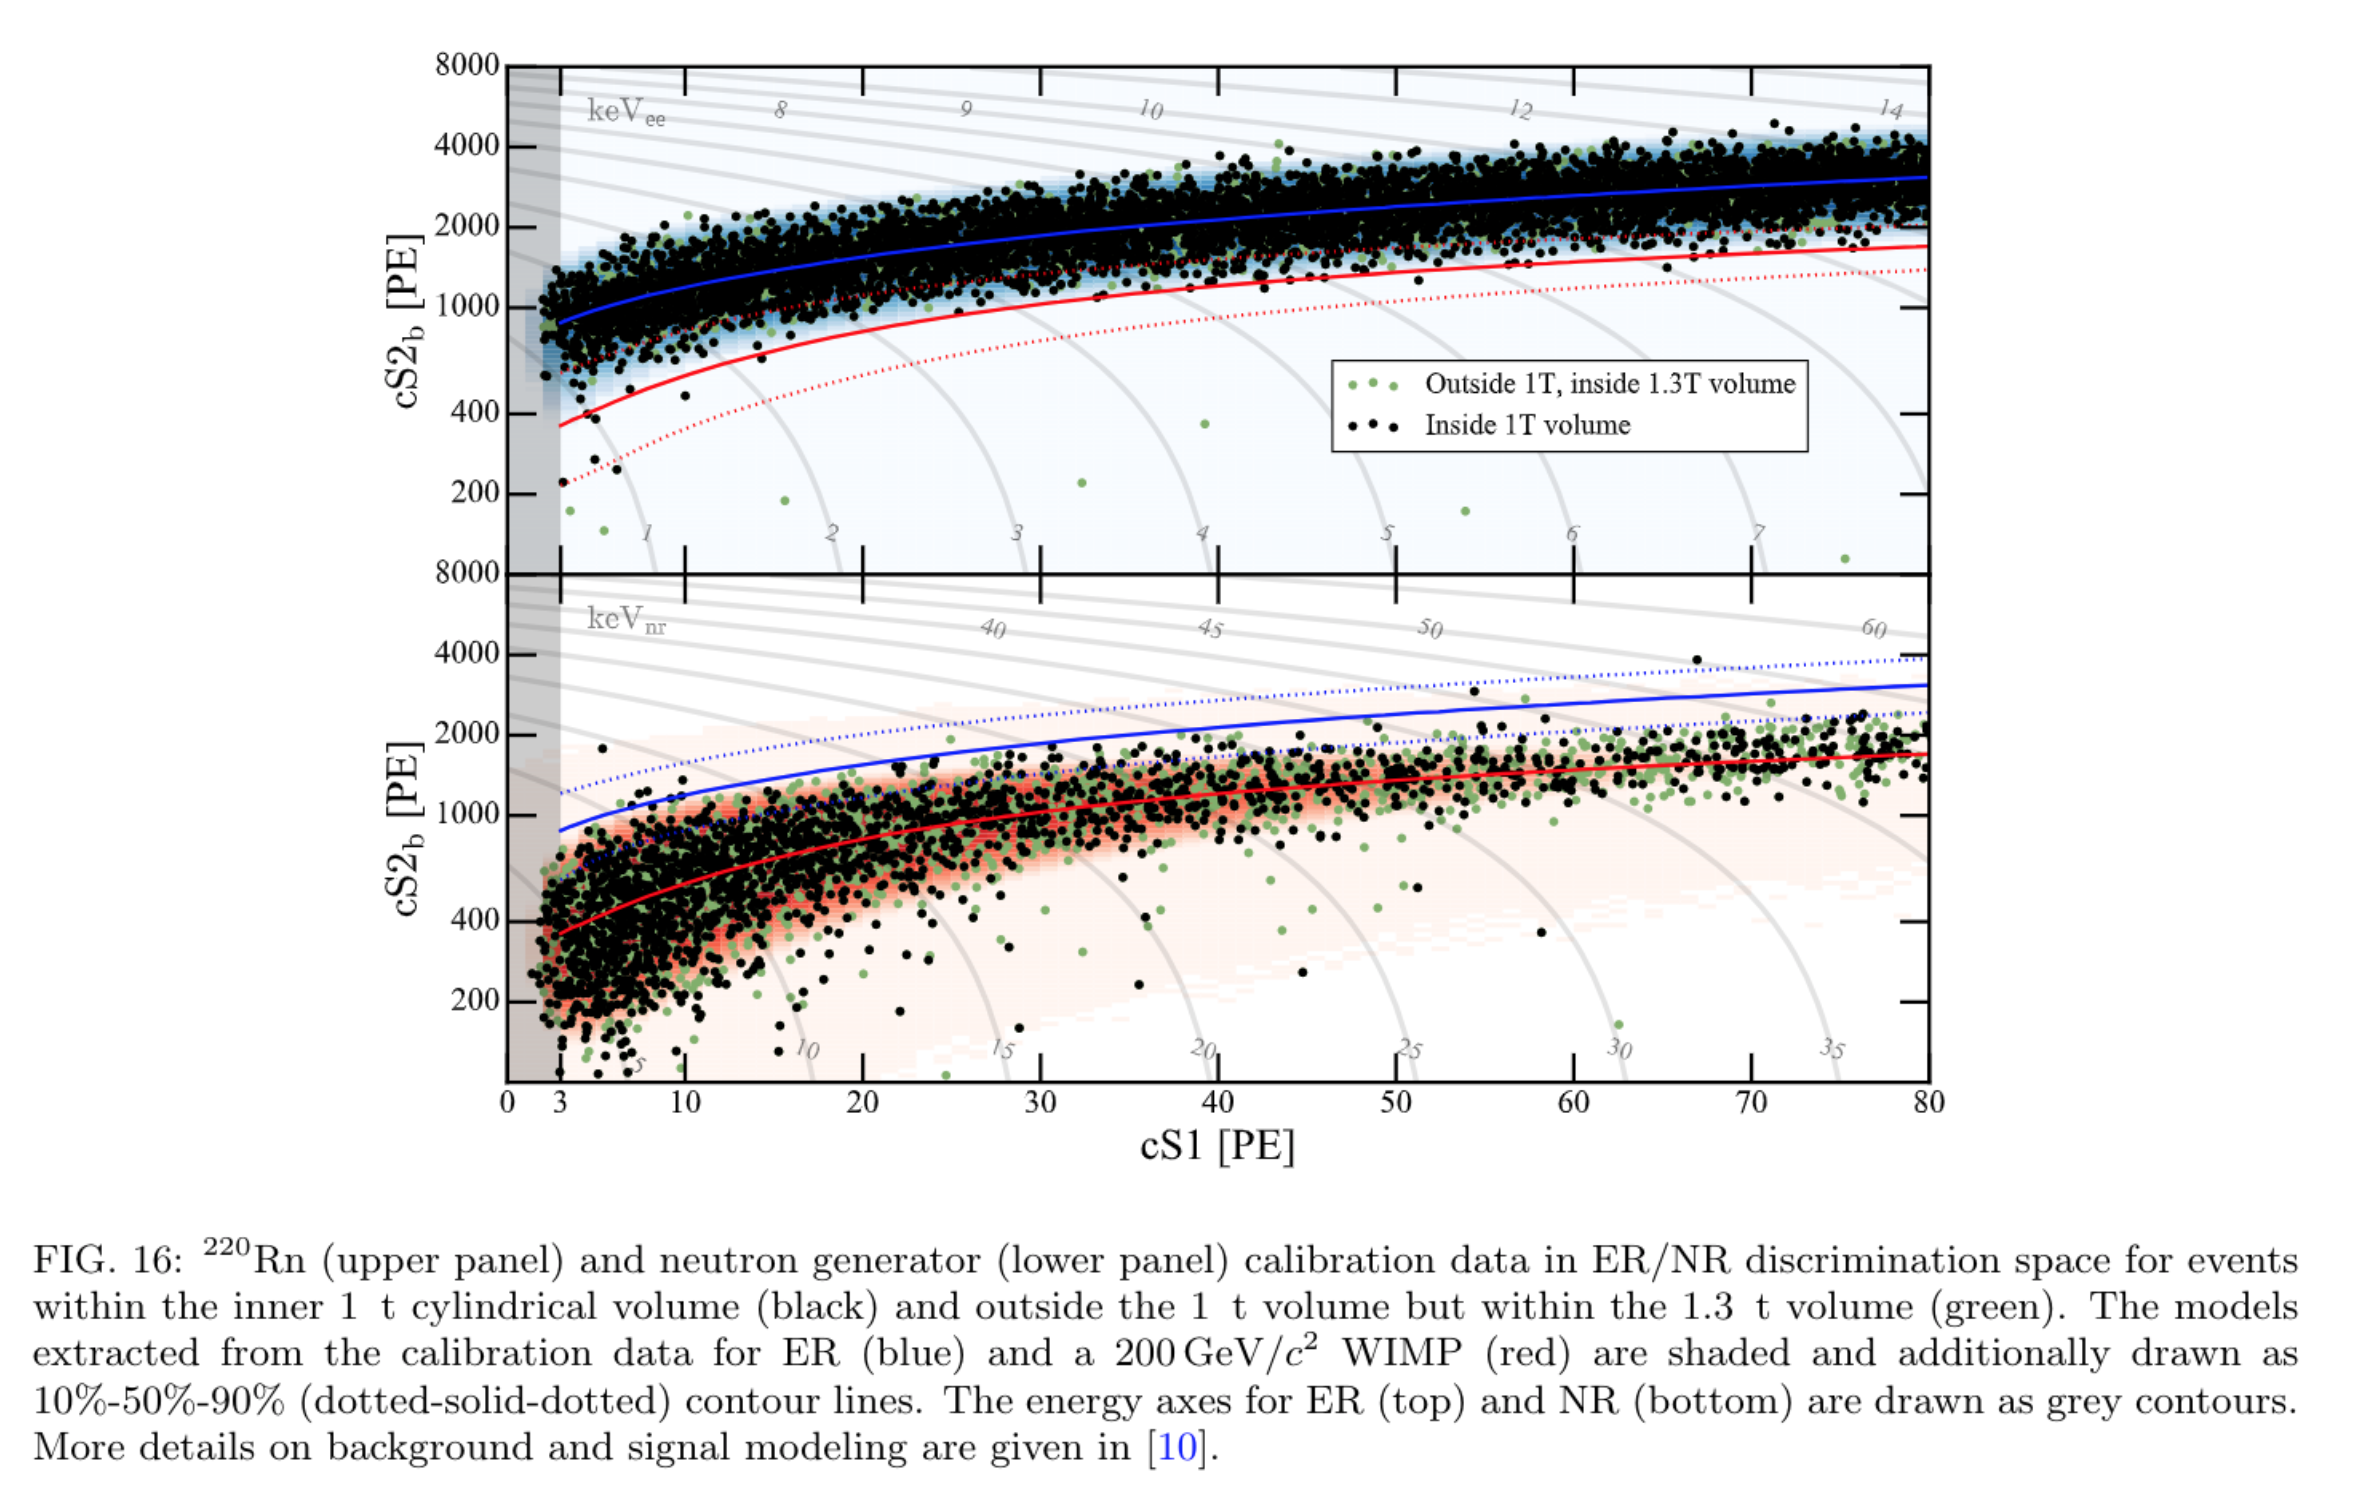 8000
keVee 8 9 10 12 14
4000
2000
1000
cS2b [PE]
Outside 1T, inside 1.3T volume
400
Inside 1T volume
200
1 2 3 4 5 6 7
8000
keVnr 40 45 50 60
4000
2000
1000
cS2b [PE]
400
200
5 10 15 20 25 30 35
0 3 10 20 30 40 50 60 70 80
cS1 [PE]
FIG. 16: ²²⁰Rn (upper panel) and neutron generator (lower panel) calibration data in ER/NR discrimination space for events
within the inner 1 t cylindrical volume (black) and outside the 1 t volume but within the 1.3 t volume (green). The models
extracted from the calibration data for ER (blue) and a 200 GeV/c² WIMP (red) are shaded and additionally drawn as
10%-50%-90% (dotted-solid-dotted) contour lines. The energy axes for ER (top) and NR (bottom) are drawn as grey contours.
More details on background and signal modeling are given in [10].